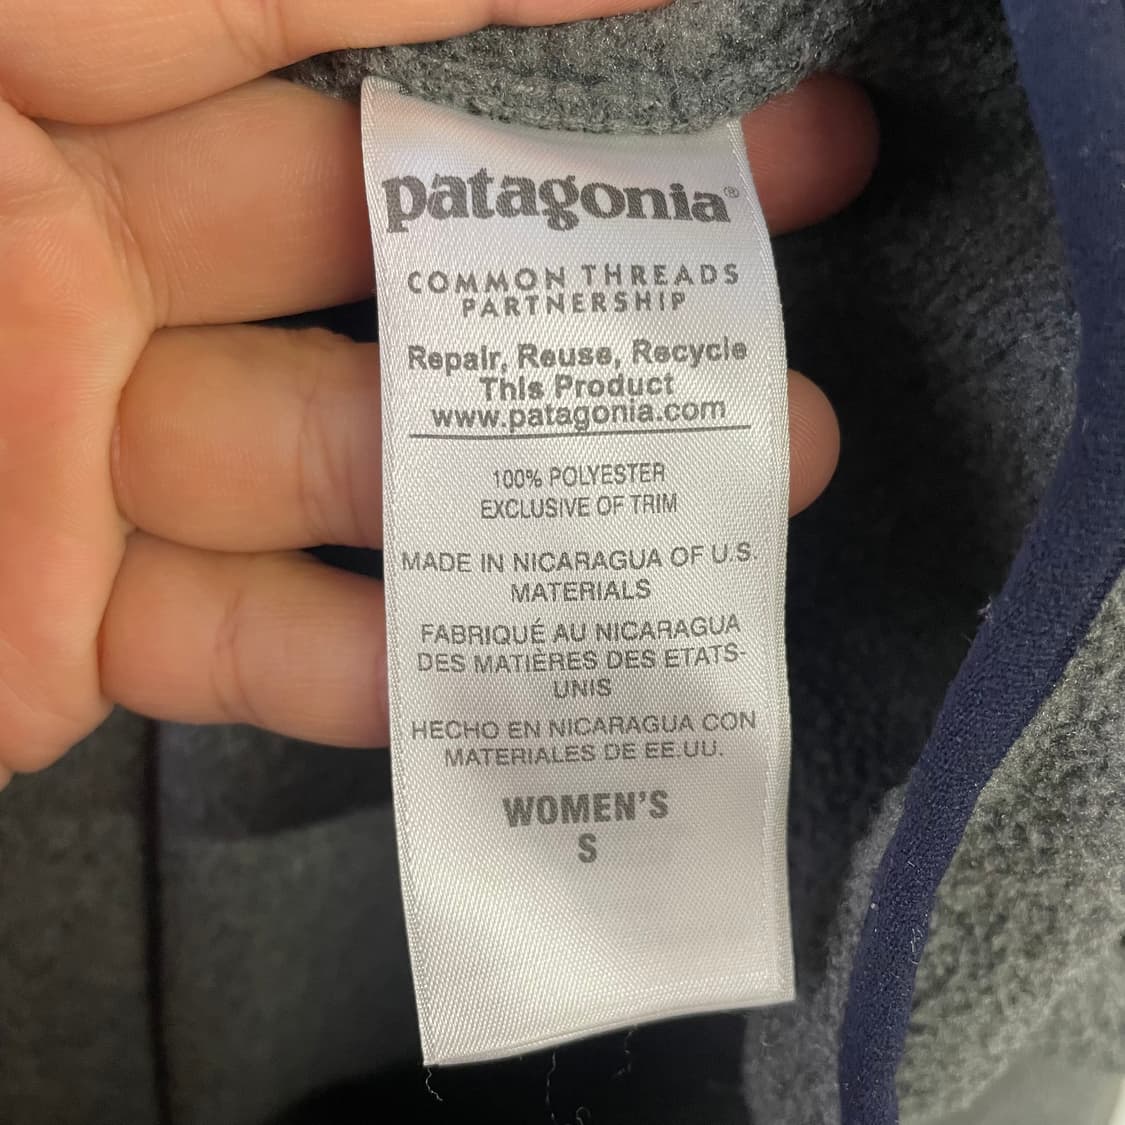 patagonia®
COMMON THREADS
PARTNERSHIP
Repair, Reuse, Recycle
This Product
www.patagonia.com
100% POLYESTER
EXCLUSIVE OF TRIM
MADE IN NICARAGUA OF U.S.
MATERIALS
FABRIQUÉ AU NICARAGUA
DES MATIÈRES DES ETATS-
UNIS
HECHO EN NICARAGUA CON
MATERIALES DE EE.UU.
WOMEN'S
S